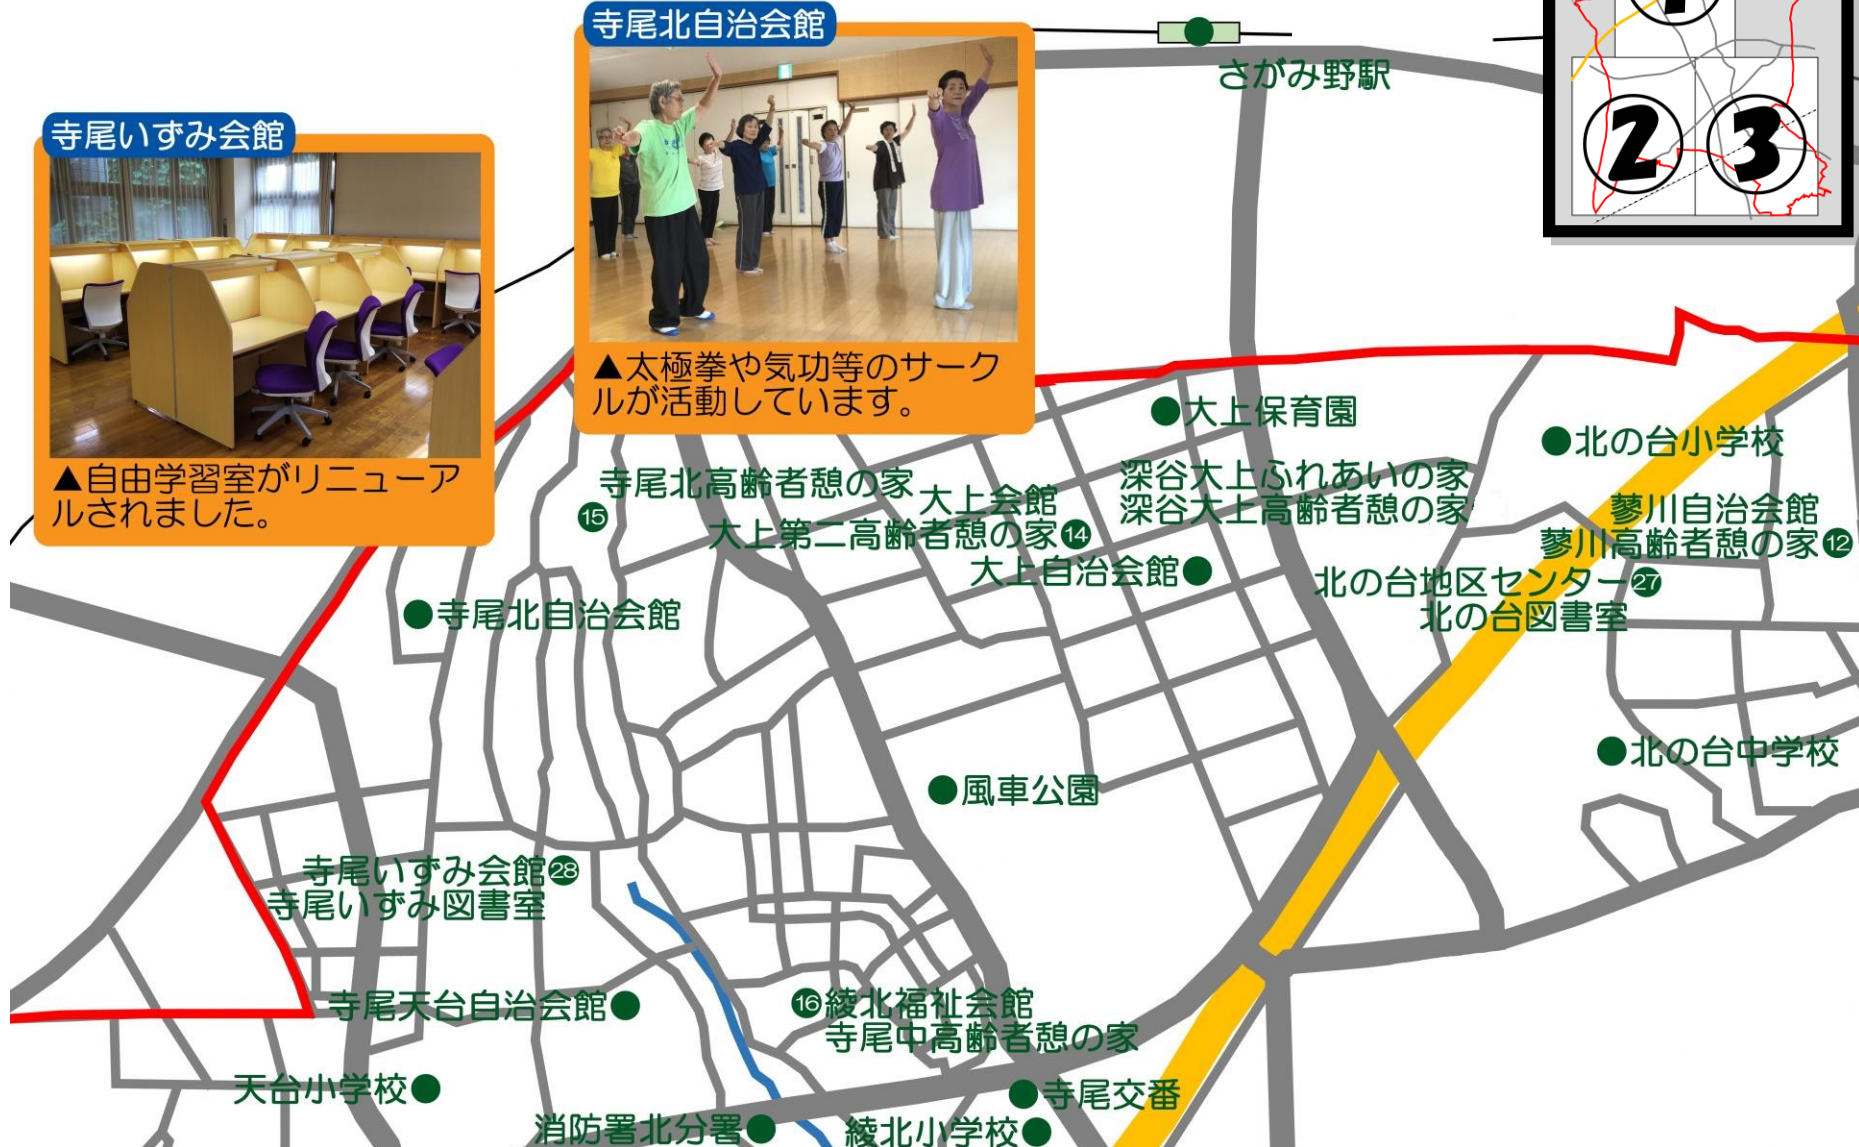 寺尾北自治会館
さがみ野駅
1
2
3
寺尾いずみ会館
▲太極拳や気功等のサーク
ルが活動しています。
▲自由学習室がリニューア
ルされました。
●大上保育園
●北の台小学校
寺尾北高齢者憩の家
⑮
大上会館
大上第二高齢者憩の家⑭
深谷大上ふれあいの家
深谷大上高齢者憩の家
蓼川自治会館
蓼川高齢者憩の家⑫
大上自治会館●
北の台地区センター㉗
北の台図書室
●寺尾北自治会館
●北の台中学校
●風車公園
寺尾いずみ会館㉘
寺尾いずみ図書室
寺尾天台自治会館●
⑯綾北福祉会館
寺尾中高齢者憩の家
天台小学校●
●寺尾交番
消防署北分署●
綾北小学校●